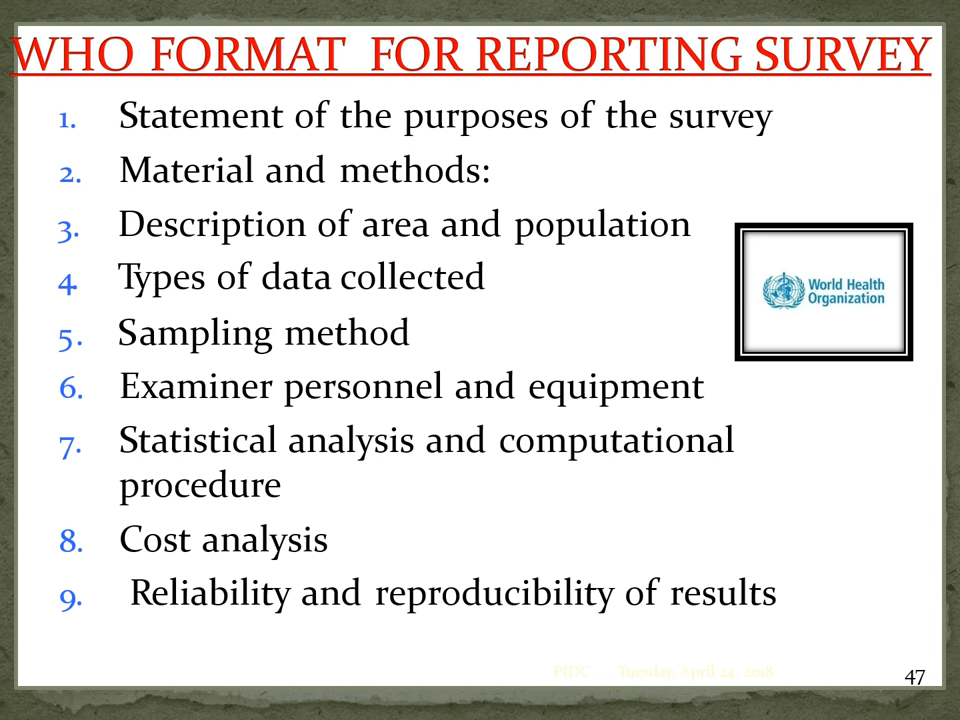 WHO FORMAT FOR REPORTING SURVEY
1. Statement of the purposes of the survey
2. Material and methods:
3. Description of area and population
4. Types of data collected
5. Sampling method
6. Examiner personnel and equipment
7. Statistical analysis and computational
procedure
8. Cost analysis
9. Reliability and reproducibility of results
World Health
Organization
PIDC Tuesday, April 24, 2018
47